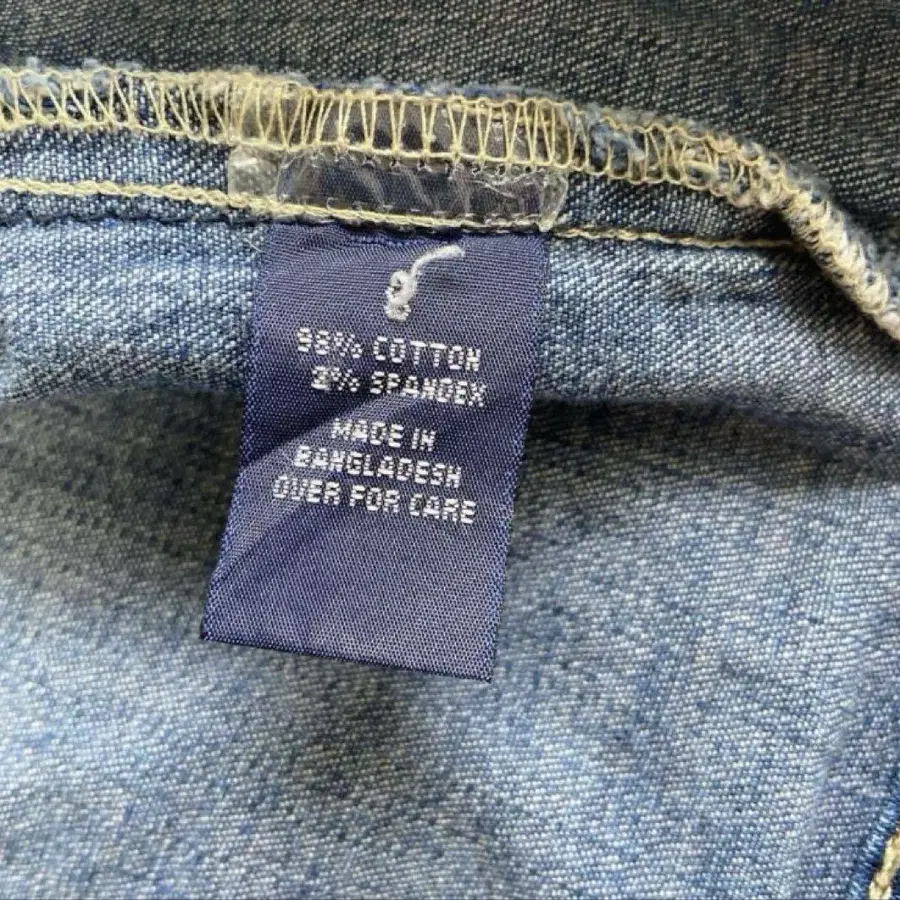 98% COTTON
2% SPANDEX
MADE IN
BANGLADESH
OVER FOR CARE